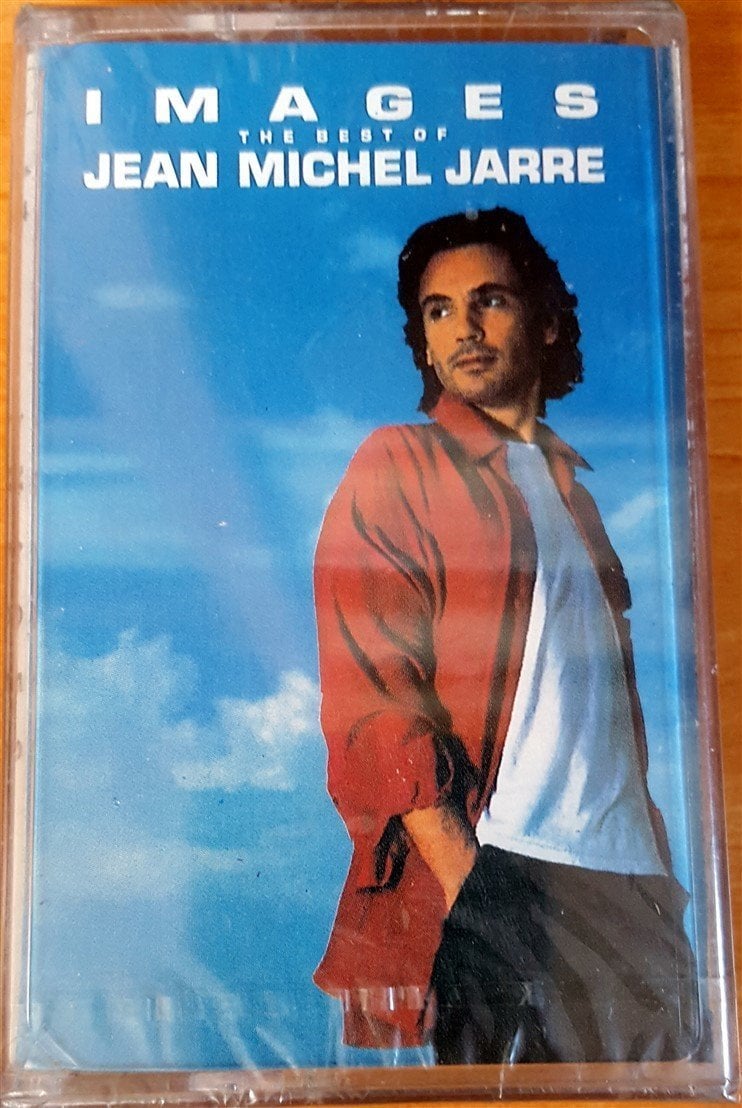 IMAGES
THE BEST OF
JEAN MICHEL JARRE